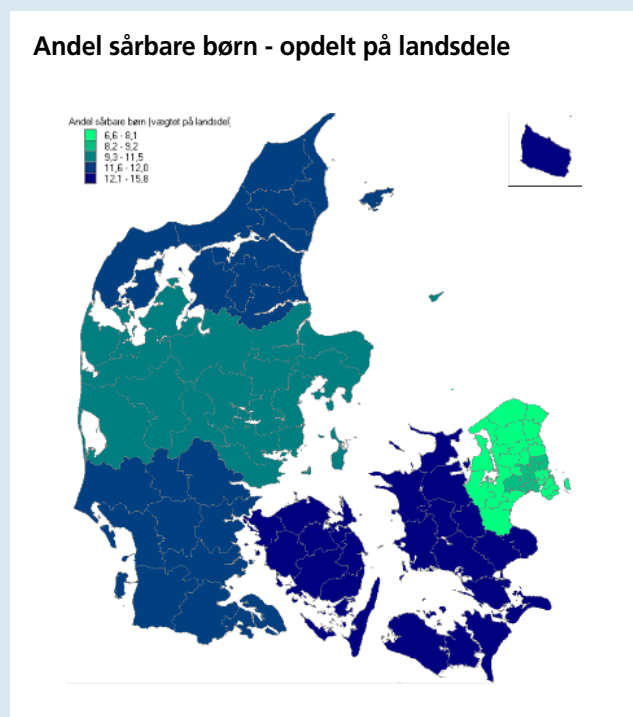 Andel sårbare børn - opdelt på landsdele
Andel sårbare børn (vægtet på landsdel
6,6 - 8,1
8,2 - 9,2
9,3 - 11,5
11,6 - 12,0
12,1 - 15,8